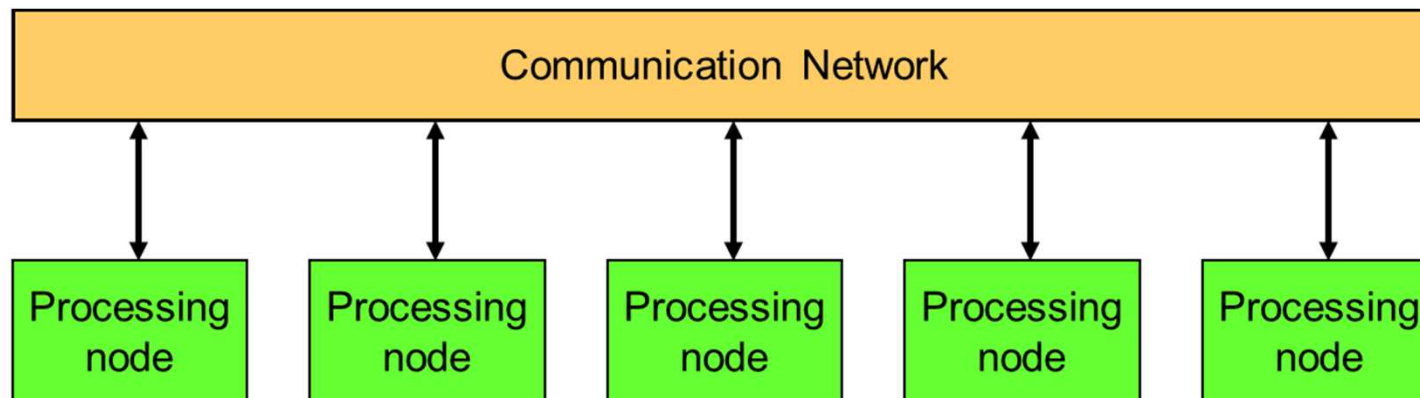 Communication Network
Processing
node
Processing
node
Processing
node
Processing
node
Processing
node